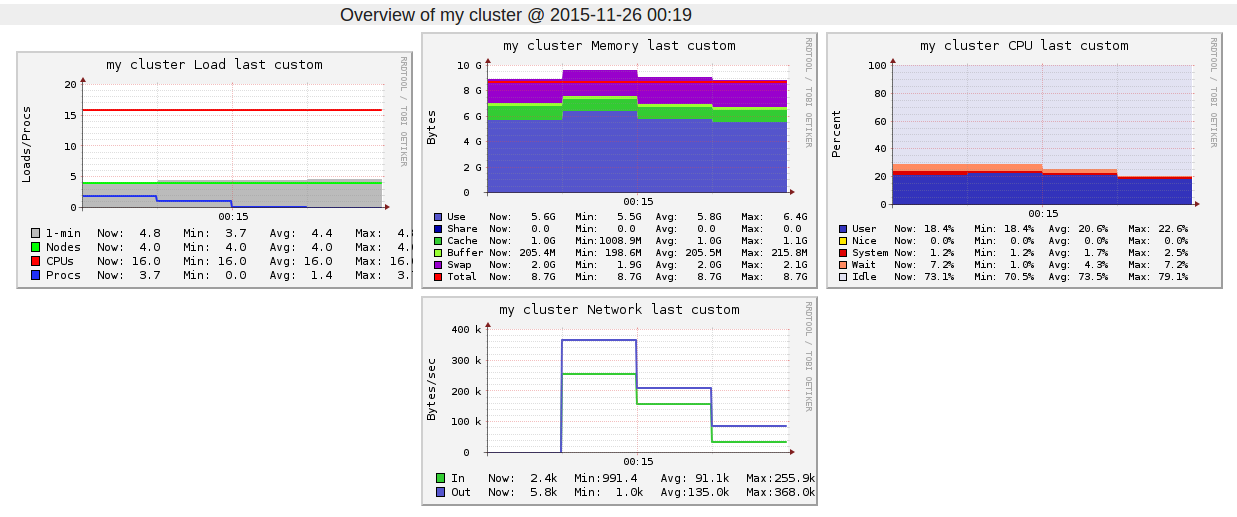 Overview of my cluster @ 2015-11-26 00:19
my cluster Load last custom
RRDTOOL / TOBI OETIKER
Loads/Procs
20
15
10
5
0
00:15
1-min Now: 4.8 Min: 3.7 Avg: 4.4 Max: 4.
Nodes Now: 4.0 Min: 4.0 Avg: 4.0 Max: 4.
CPUs Now: 16.0 Min: 16.0 Avg: 16.0 Max: 16.
Procs Now: 3.7 Min: 0.0 Avg: 1.4 Max: 3.
my cluster Memory last custom
RRDTOOL / TOBI OETIKER
Bytes
10 G
8 G
6 G
4 G
2 G
0
00:15
Use Now: 5.6G Min: 5.5G Avg: 5.8G Max: 6.4G
Share Now: 0.0 Min: 0.0 Avg: 0.0 Max: 0.0
Cache Now: 1.0G Min:1008.9M Avg: 1.0G Max: 1.1G
Buffer Now: 205.4M Min: 198.6M Avg: 205.5M Max: 215.8M
Swap Now: 2.0G Min: 1.9G Avg: 2.0G Max: 2.1G
Total Now: 8.7G Min: 8.7G Avg: 8.7G Max: 8.7G
my cluster CPU last custom
RRDTOOL / TOBI OETIKER
Percent
100
80
60
40
20
0
00:15
User Now: 18.4% Min: 18.4% Avg: 20.6% Max: 22.6%
Nice Now: 0.0% Min: 0.0% Avg: 0.0% Max: 0.0%
System Now: 1.2% Min: 1.2% Avg: 1.7% Max: 2.5%
Wait Now: 7.2% Min: 1.0% Avg: 4.3% Max: 7.2%
Idle Now: 73.1% Min: 70.5% Avg: 73.5% Max: 79.1%
my cluster Network last custom
RRDTOOL / TOBI OETIKER
Bytes/sec
400 k
300 k
200 k
100 k
0
00:15
In Now: 2.4k Min:991.4 Avg: 91.1k Max:255.9k
Out Now: 5.8k Min: 1.0k Avg:135.0k Max:368.0k